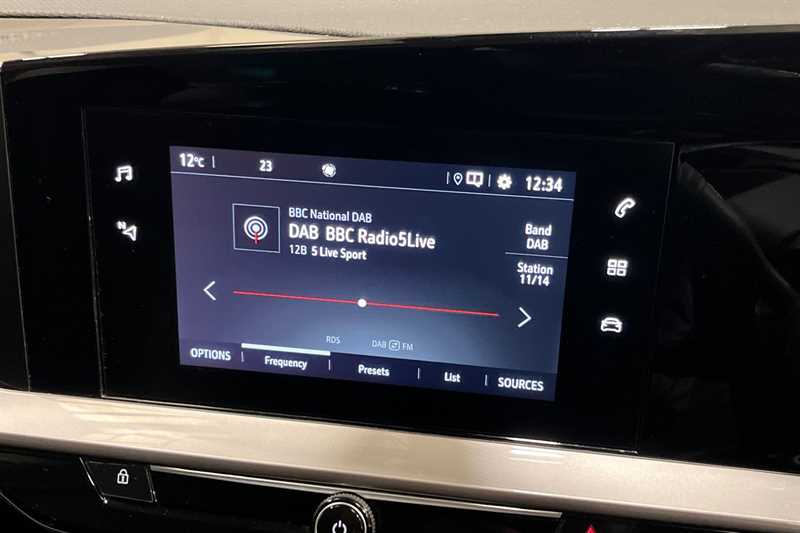 12°C
23
12:34
BBC National DAB
DAB BBC Radio5Live
12B 5 Live Sport
Band
DAB
Station
11/14
RDS
DAB FM
OPTIONS
Frequency
Presets
List
SOURCES
N